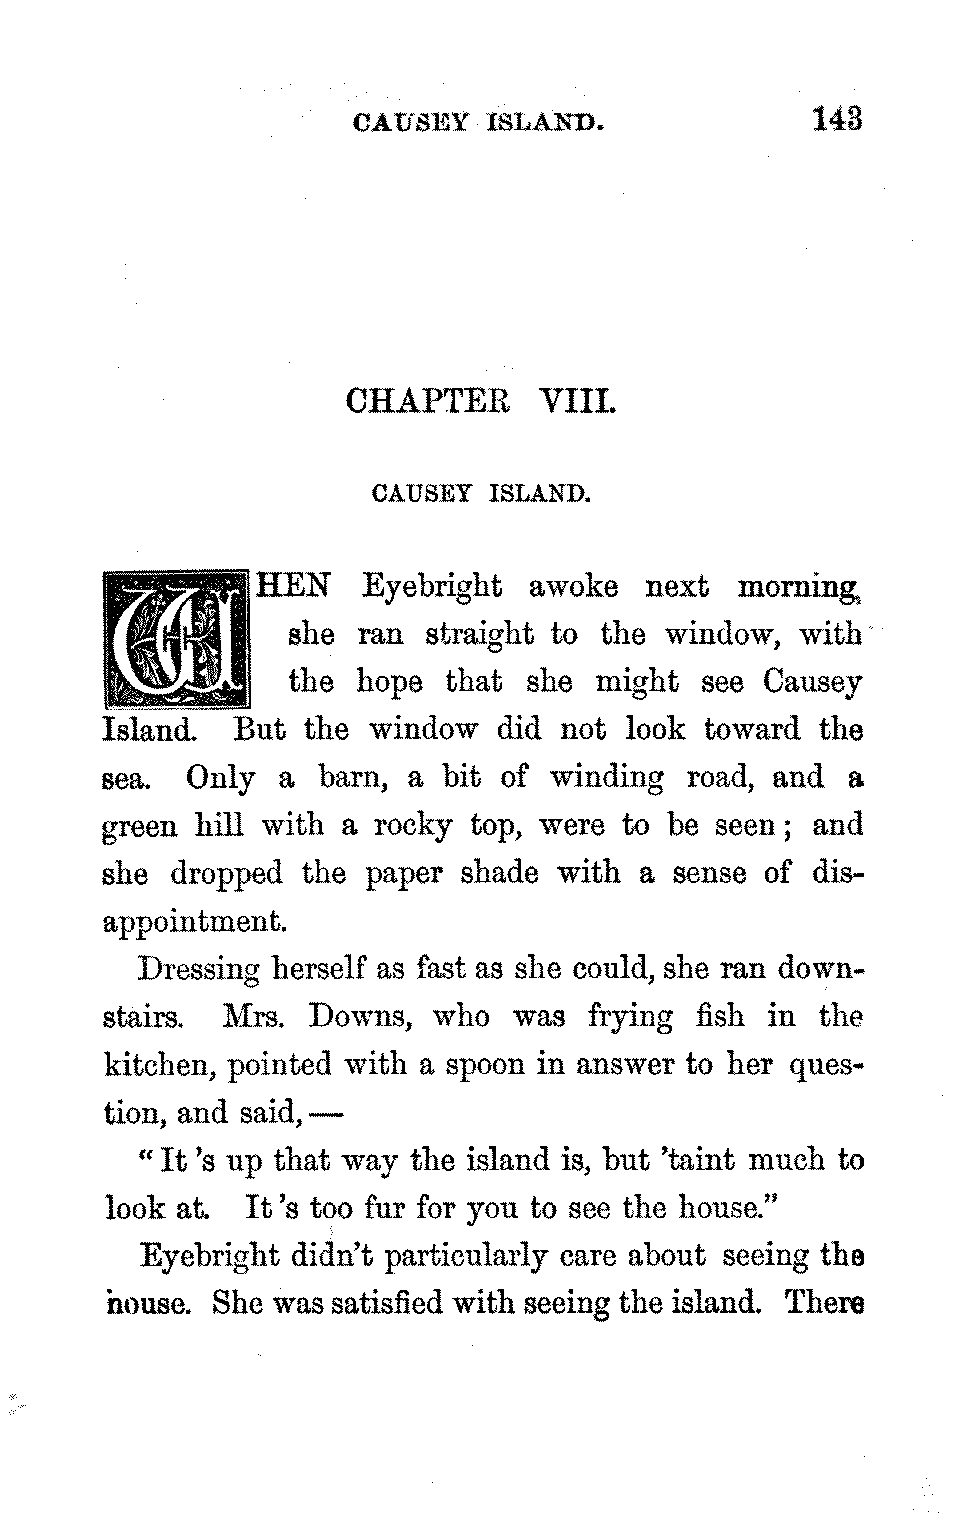 CAUSEY ISLAND. 143
CHAPTER VIII.
CAUSEY ISLAND.
WHEN Eyebright awoke next morning,
she ran straight to the window, with
the hope that she might see Causey
Island. But the window did not look toward the
sea. Only a barn, a bit of winding road, and a
green hill with a rocky top, were to be seen; and
she dropped the paper shade with a sense of dis-
appointment.
Dressing herself as fast as she could, she ran down-
stairs. Mrs. Downs, who was frying fish in the
kitchen, pointed with a spoon in answer to her ques-
tion, and said,—
"It 's up that way the island is, but 'taint much to
look at. It 's too fur for you to see the house."
Eyebright didn't particularly care about seeing the
house. She was satisfied with seeing the island. There